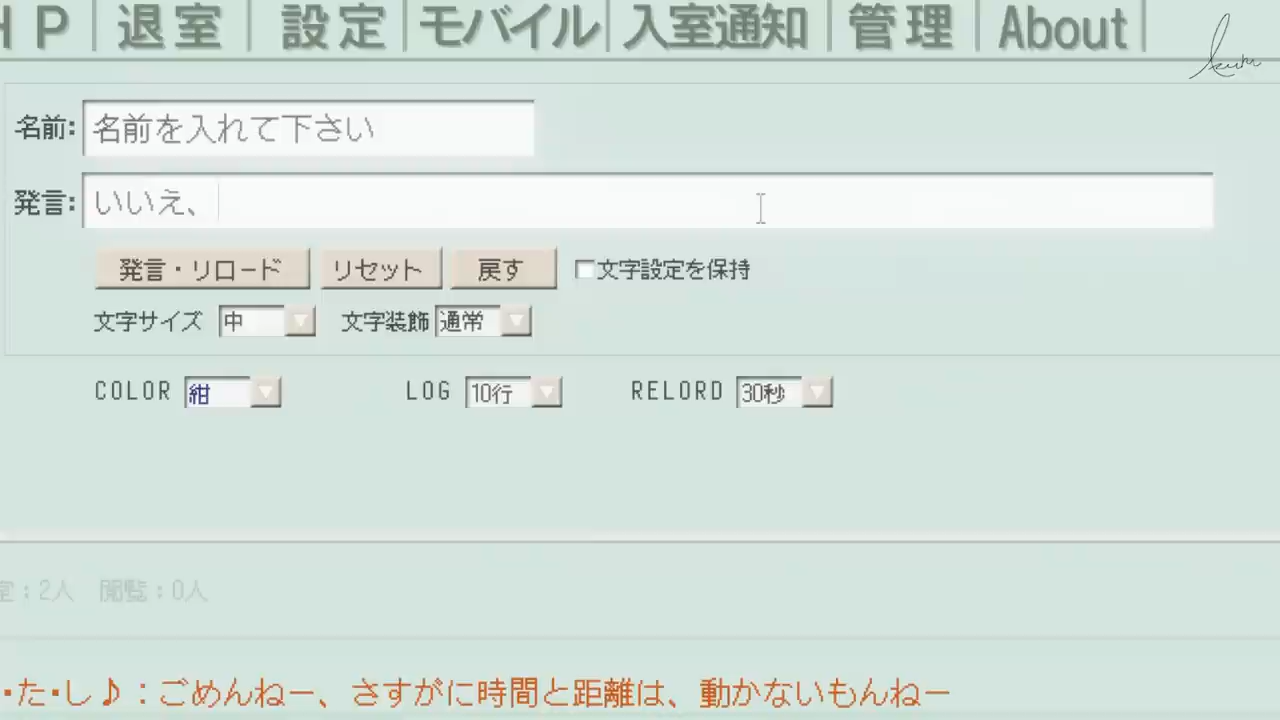 HP 退室 設定 モバイル 入室通知 管理 About
名前: 名前を入れて下さい
発言: いいえ、
発言・リロード リセット 戻す 文字設定を保持
文字サイズ 中 文字装飾 通常
COLOR 紺 LOG 10行 RELORD 30秒
室：2人 閲覧：0人
・た・し♪：ごめんねー、さすがに時間と距離は、動かないもんねー